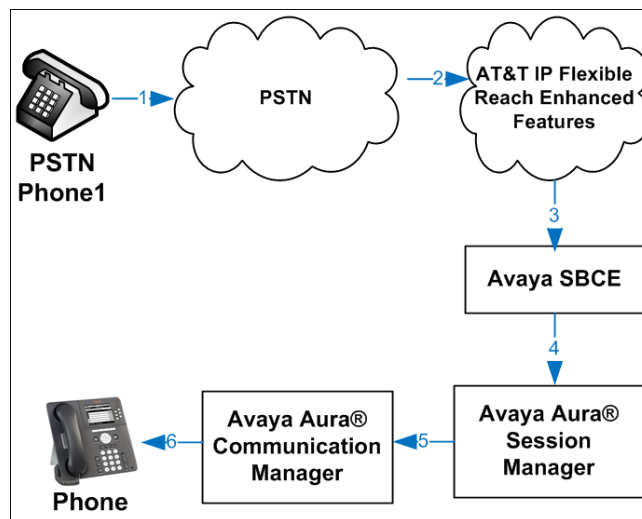 PSTN
Phone1
1
PSTN
2
AT&T IP Flexible
Reach Enhanced
Features
3
Avaya SBCE
4
Avaya Aura®
Session
Manager
5
Avaya Aura®
Communication
Manager
6
Phone